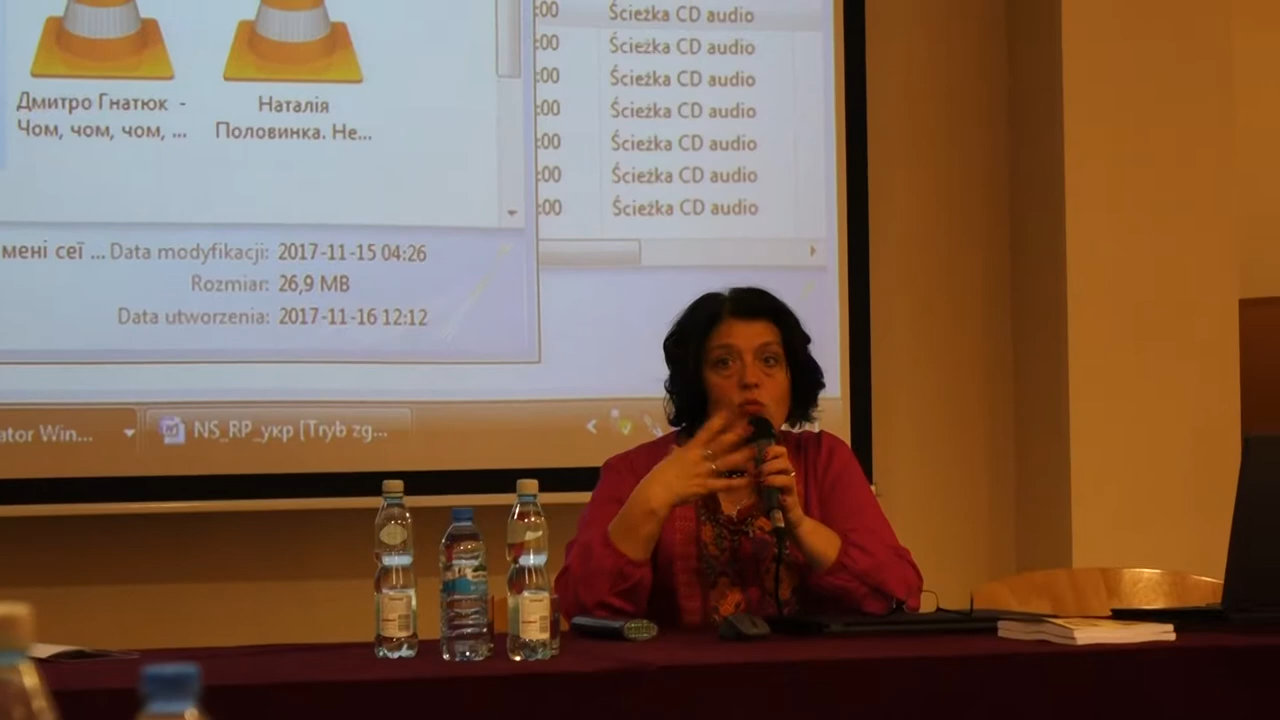 Дмитро Гнатюк -
Чом, чом, чом, ...
Наталія
Половинка. Не...
:00 Ścieżka CD audio
:00 Ścieżka CD audio
:00 Ścieżka CD audio
:00 Ścieżka CD audio
:00 Ścieżka CD audio
:00 Ścieżka CD audio
:00 Ścieżka CD audio
мені сеї ... Data modyfikacji: 2017-11-15 04:26
Rozmiar: 26,9 MB
Data utworzenia: 2017-11-16 12:12
ator Win...
NS_RP_укр [Tryb zg...